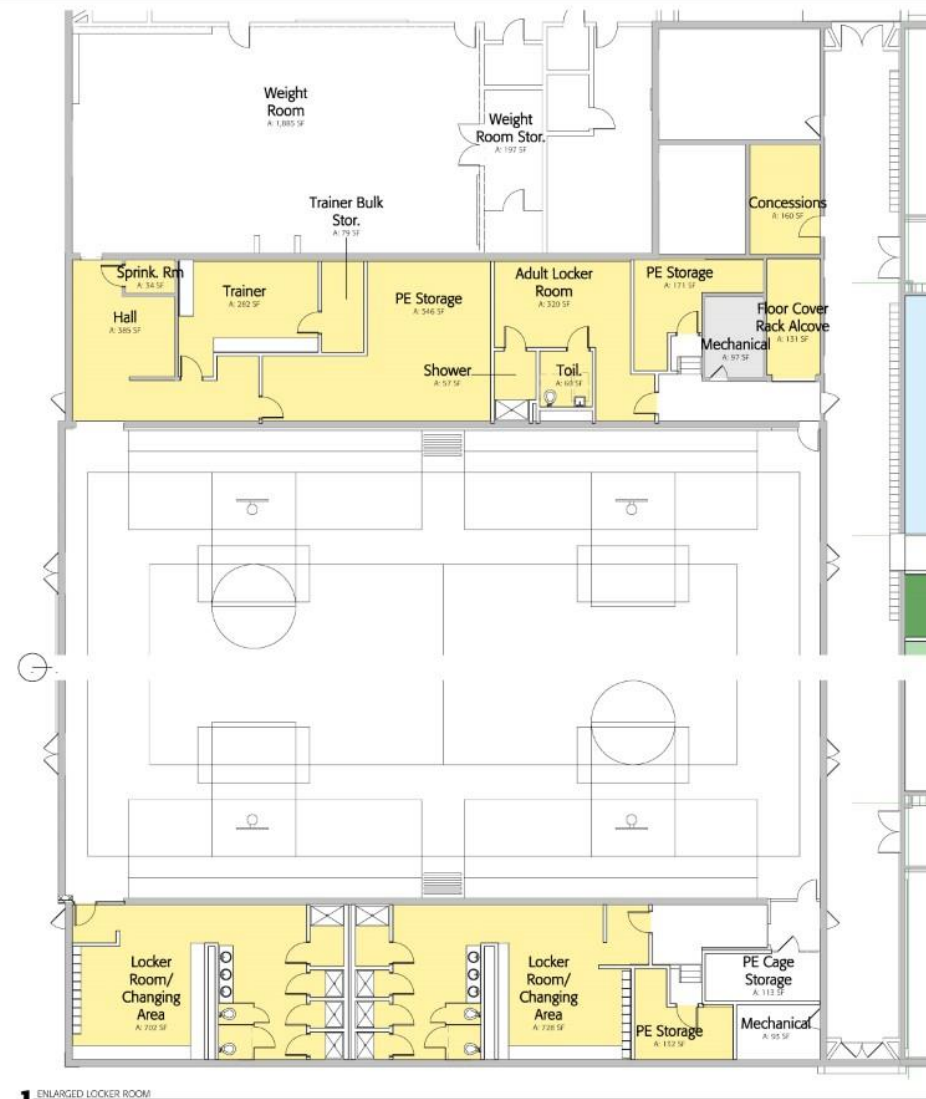 Weight
Room
A: 1,885 SF
Weight
Room Stor.
A: 197 SF
Trainer Bulk
Stor.
A: 79 SF
Concessions
A: 160 SF
Sprink. Rm
A: 34 SF
Hall
A: 385 SF
Trainer
A: 282 SF
PE Storage
A: 546 SF
Adult Locker
Room
A: 320 SF
PE Storage
A: 171 SF
Floor Cover
Rack Alcove
A: 131 SF
Mechanical
A: 97 SF
Shower
A: 57 SF
Toil.
A: 60 SF
Locker
Room/
Changing
Area
A: 702 SF
Locker
Room/
Changing
Area
A: 728 SF
PE Cage
Storage
A: 113 SF
PE Storage
A: 152 SF
Mechanical
SF
1 ENLARGED LOCKER ROOM